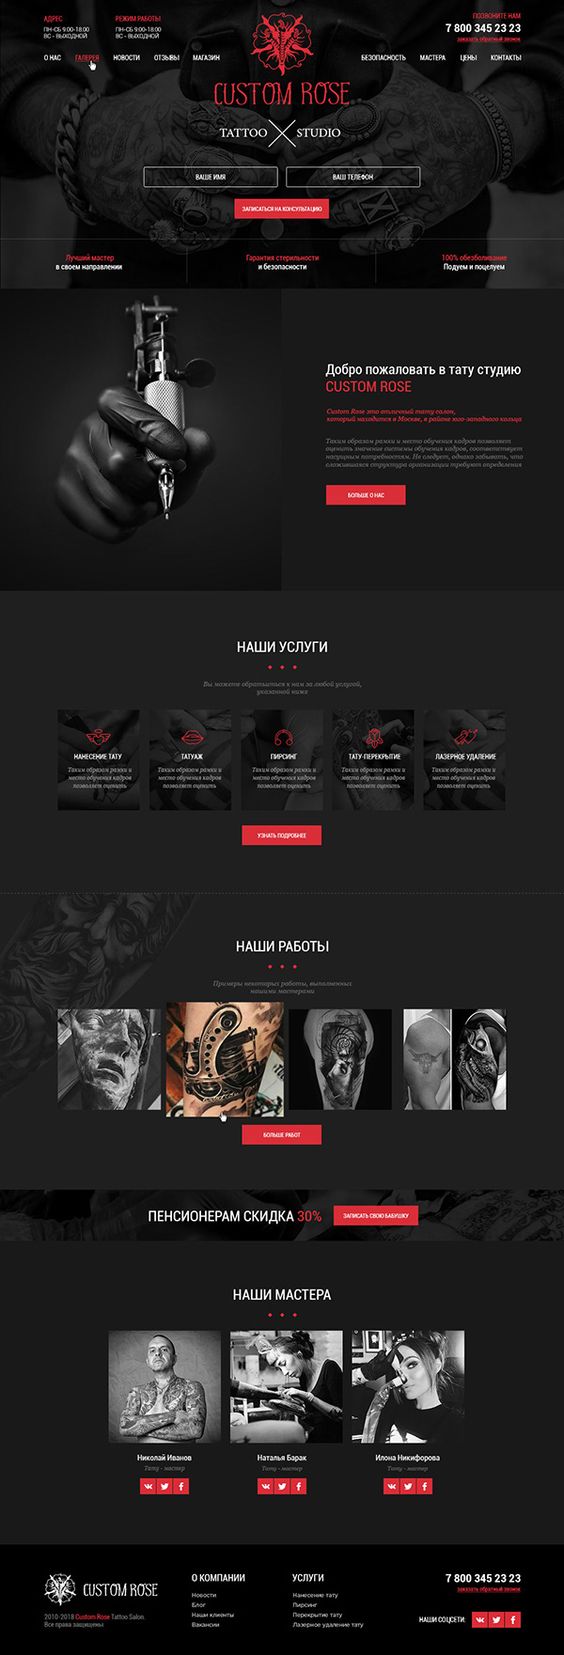 АДРЕС
ПН-СБ 9:00-18:00
ВС - ВЫХОДНОЙ
РЕЖИМ РАБОТЫ
ПН-СБ 9:00-18:00
ВС - ВЫХОДНОЙ
ПОЗВОНИТЕ НАМ
7 800 345 23 23
заказать обратный звонок
О НАС ГАЛЕРЕЯ НОВОСТИ ОТЗЫВЫ МАГАЗИН
БЕЗОПАСНОСТЬ МАСТЕРА ЦЕНЫ КОНТАКТЫ
CUSTOM ROSE
TATTOO STUDIO
ВАШЕ ИМЯ
ВАШ ТЕЛЕФОН
ЗАПИСАТЬСЯ НА КОНСУЛЬТАЦИЮ
Лучший мастер
в своем направлении
Гарантия стерильности
и безопасности
100% обезболивание
Подуем и поцелуем
Добро пожаловать в тату студию
CUSTOM ROSE
Custom Rose это отличный тату салон,
который находится в Москве, в районе юго-западного кольца
Таким образом рамки и место обучения кадров позволяет
оценить значение системы обучения кадров, соответствует
насущным потребностям. Не следует, однако забывать, что
сложившаяся структура организации требуют определения
БОЛЬШЕ О НАС
НАШИ УСЛУГИ
Вы можете обратиться к нам за любой услугой,
указанной ниже
НАНЕСЕНИЕ ТАТУ
Таким образом рамки и
место обучения кадров
позволяет оценить
ТАТУАЖ
Таким образом рамки и
место обучения кадров
позволяет оценить
ПИРСИНГ
Таким образом рамки и
место обучения кадров
позволяет оценить
ТАТУ-ПЕРЕКРЫТИЕ
Таким образом рамки и
место обучения кадров
позволяет оценить
ЛАЗЕРНОЕ УДАЛЕНИЕ
Таким образом рамки и
место обучения кадров
позволяет оценить
УЗНАТЬ ПОДРОБНЕЕ
НАШИ РАБОТЫ
Примеры некоторых работы, выполненных
нашими мастерами
БОЛЬШЕ РАБОТ
ПЕНСИОНЕРАМ СКИДКА 30%
ЗАПИСАТЬ СВОЮ БАБУШКУ
НАШИ МАСТЕРА
Николай Иванов
Тату - мастер
Наталья Барак
Тату - мастер
Илона Никифорова
Тату - мастер
CUSTOM ROSE
2010-2018 Custom Rose Tattoo Salon.
Все права защищены
О КОМПАНИИ
Новости
Блог
Наши клиенты
Вакансии
УСЛУГИ
Нанесение тату
Пирсинг
Перекрытие тату
Лазерное удаление тату
7 800 345 23 23
заказать обратный звонок
НАШИ СОЦСЕТИ: